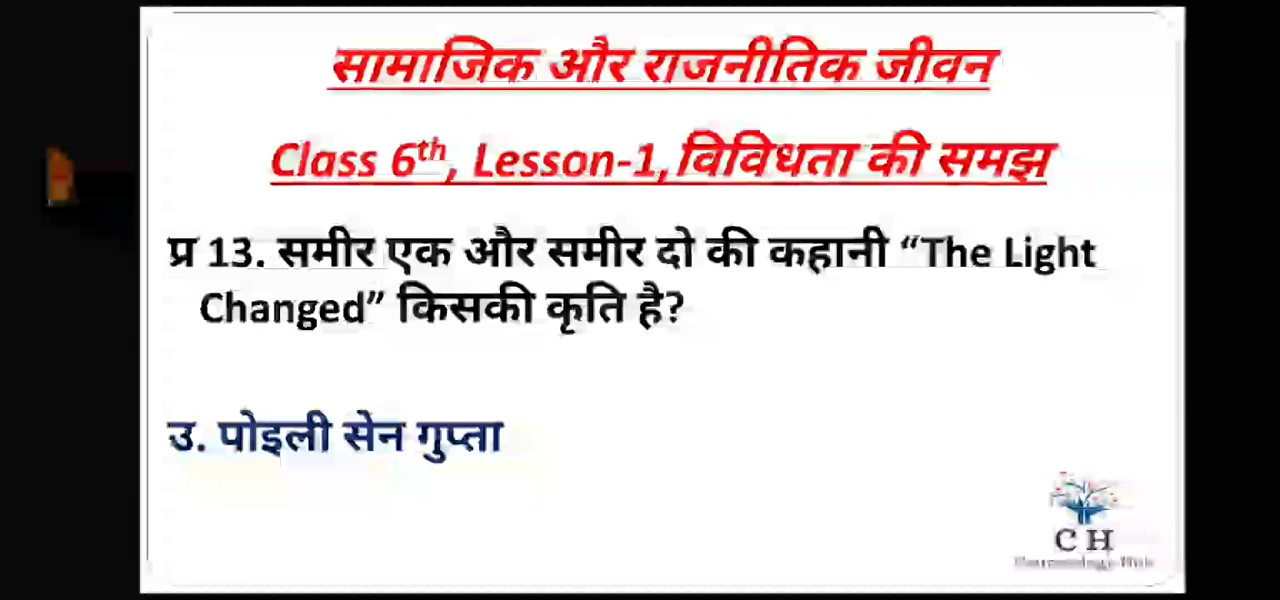 सामाजिक और राजनीतिक जीवन
Class 6th, Lesson-1, विविधता की समझ
प्र 13. समीर एक और समीर दो की कहानी “The Light
Changed” किसकी कृति है?
उ. पोइली सेन गुप्ता
C H